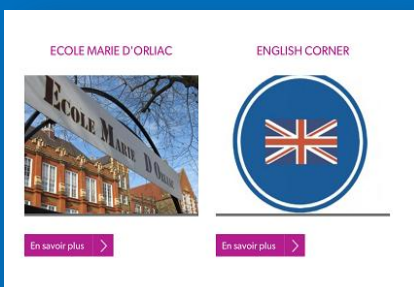 ECOLE MARIE D'ORLIAC
ENGLISH CORNER
ECOLE MARIE D ORLIAC
En savoir plus
En savoir plus